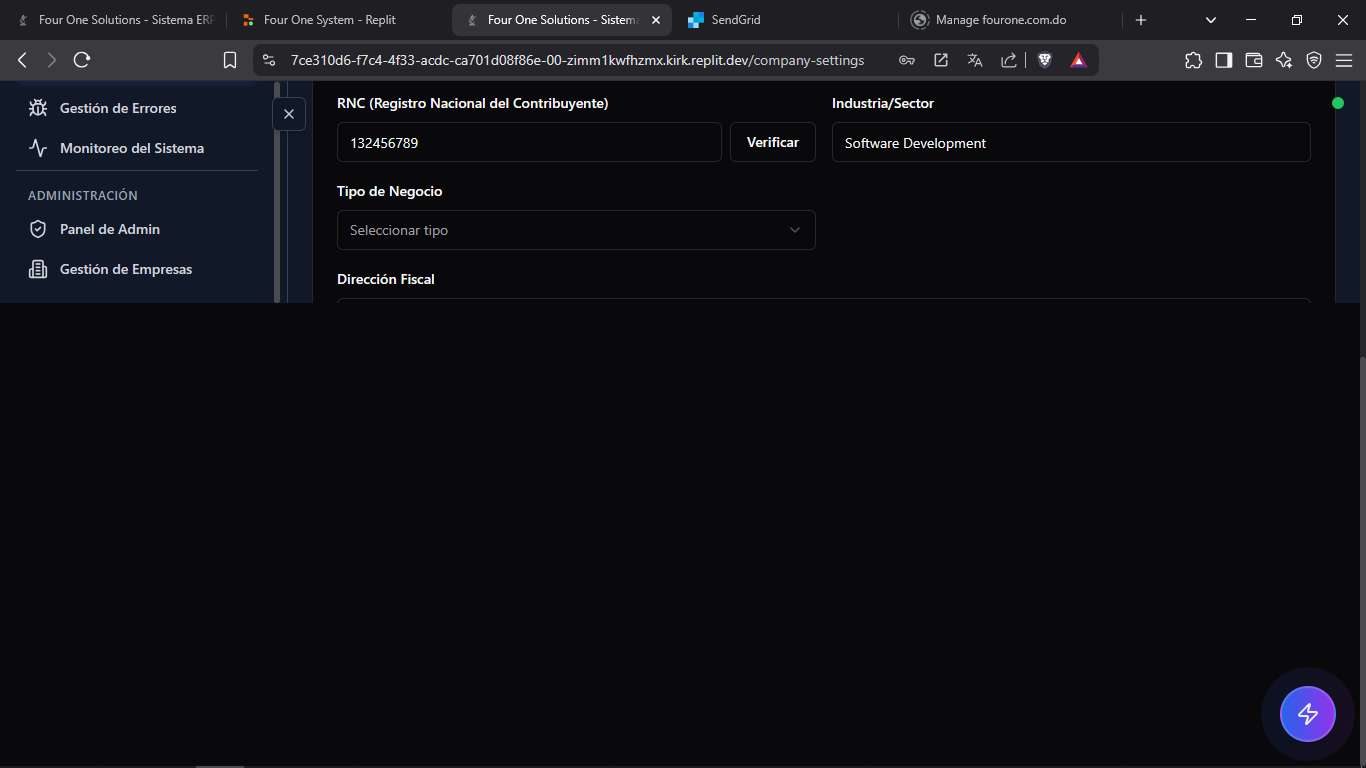 Four One Solutions - Sistema ERP
Four One System - Replit
Four One Solutions - Sistema
SendGrid
Manage fourone.com.do
7ce310d6-f7c4-4f33-acdc-ca701d08f86e-00-zimm1kwfhzmx.kirk.replit.dev/company-settings
Gestión de Errores
Monitoreo del Sistema
ADMINISTRACIÓN
Panel de Admin
Gestión de Empresas
RNC (Registro Nacional del Contribuyente)
Industria/Sector
132456789
Verificar
Software Development
Tipo de Negocio
Seleccionar tipo
Dirección Fiscal